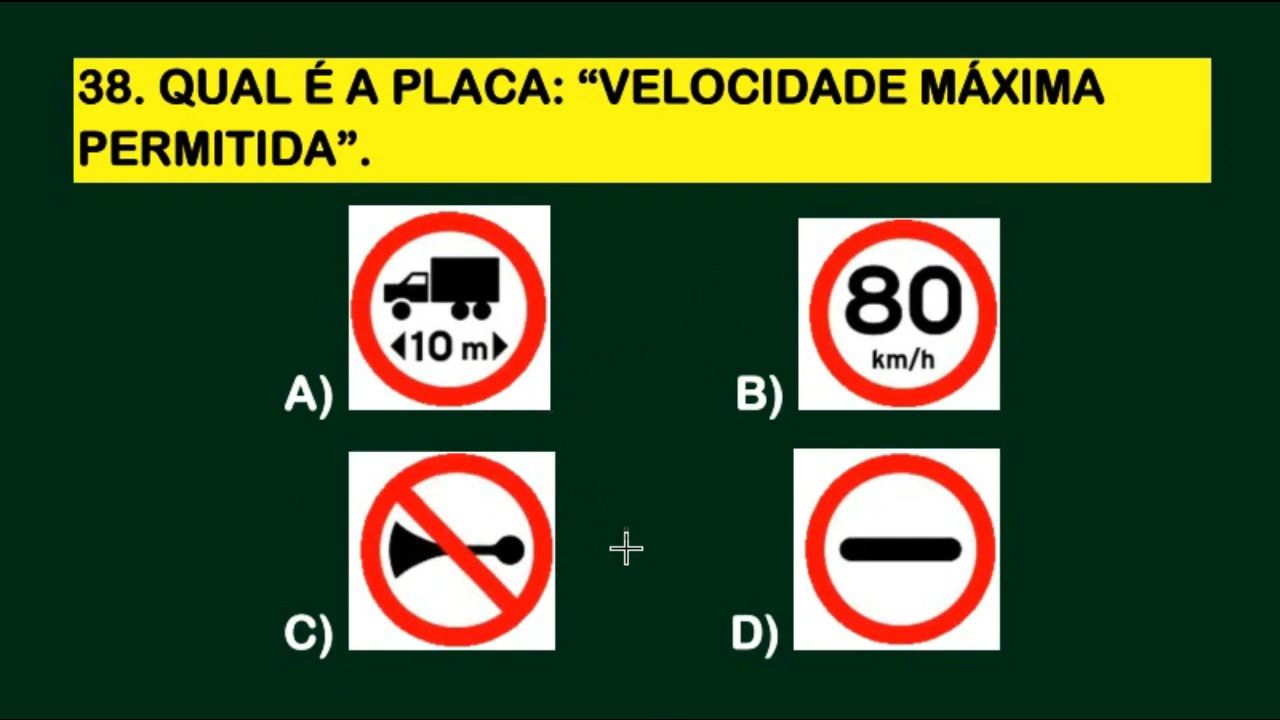 38. QUAL É A PLACA: “VELOCIDADE MÁXIMA
PERMITIDA”.
10 m
A)
80
km/h
B)
C)
D)